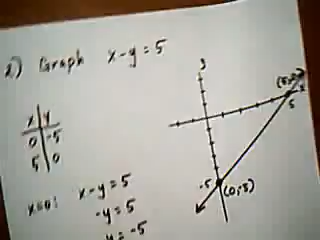 2) Graph x-y=5
y
(5,0)
x
5
x | y
0 | -5
5 | 0
-5
(0,-5)
x=0: x-y=5
-y=5
y=-5